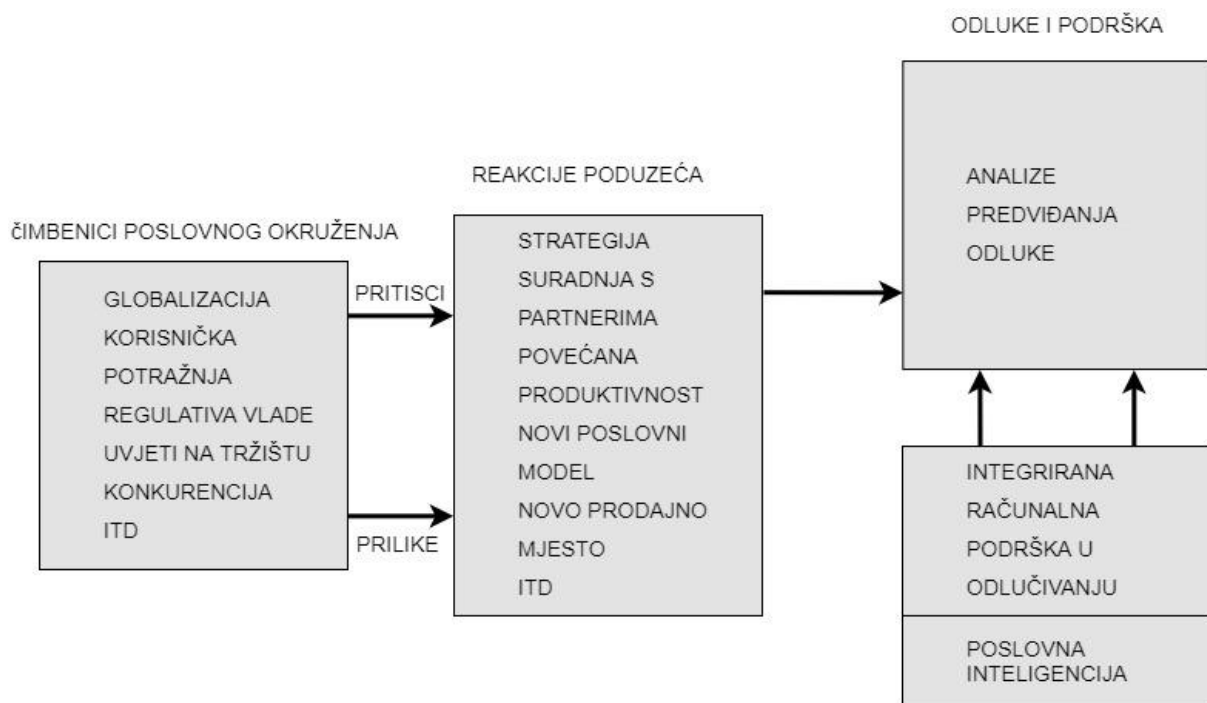 čIMBENICI POSLOVNOG OKRUŽENJA
GLOBALIZACIJA
KORISNIČKA
POTRAŽNJA
REGULATIVA VLADE
UVJETI NA TRŽIŠTU
KONKURENCIJA
ITD
PRITISCI
PRILIKE
REAKCIJE PODUZEĆA
STRATEGIJA
SURADNJA S
PARTNERIMA
POVEĆANA
PRODUKTIVNOST
NOVI POSLOVNI
MODEL
NOVO PRODAJNO
MJESTO
ITD
ODLUKE I PODRŠKA
ANALIZE
PREDVIĐANJA
ODLUKE
INTEGRIRANA
RAČUNALNA
PODRŠKA U
ODLUČIVANJU
POSLOVNA
INTELIGENCIJA